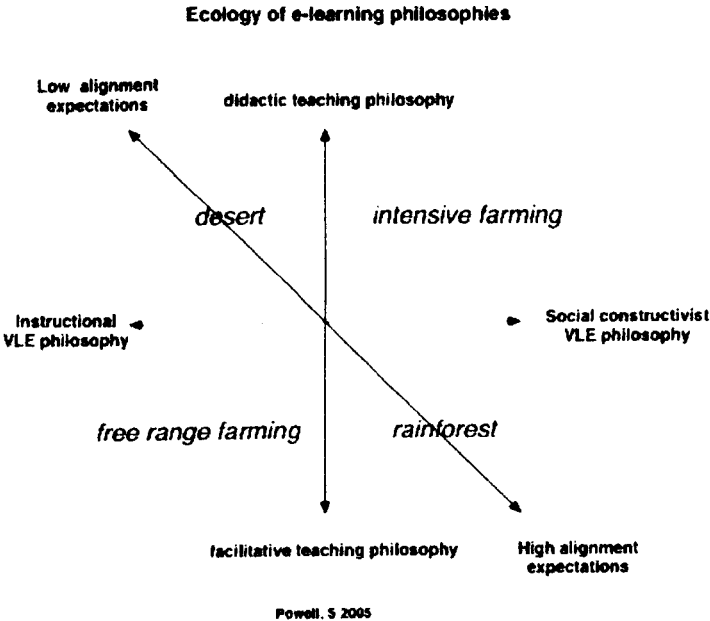 Ecology of e-learning philosophies
Low alignment
expectations
didactic teaching philosophy
desert
intensive farming
Instructional
VLE philosophy
Social constructivist
VLE philosophy
free range farming
rainforest
facilitative teaching philosophy
High alignment
expectations
Powell, S 2005